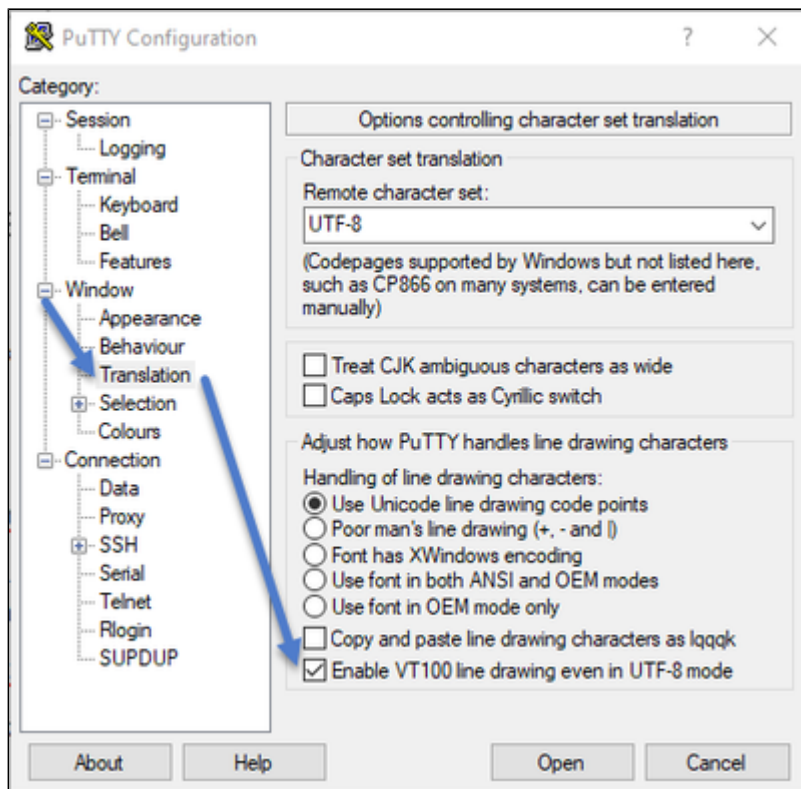 PuTTY Configuration
?
Category:
Session
Logging
Terminal
Keyboard
Bell
Features
Window
Appearance
Behaviour
Translation
Selection
Colours
Connection
Data
Proxy
SSH
Serial
Telnet
Rlogin
SUPDUP
Options controlling character set translation
Character set translation
Remote character set:
UTF-8
(Codepages supported by Windows but not listed here,
such as CP866 on many systems, can be entered
manually)
Treat CJK ambiguous characters as wide
Caps Lock acts as Cyrillic switch
Adjust how PuTTY handles line drawing characters
Handling of line drawing characters:
Use Unicode line drawing code points
Poor man's line drawing (+, - and |)
Font has XWindows encoding
Use font in both ANSI and OEM modes
Use font in OEM mode only
Copy and paste line drawing characters as lqqqk
Enable VT100 line drawing even in UTF-8 mode
About
Help
Open
Cancel